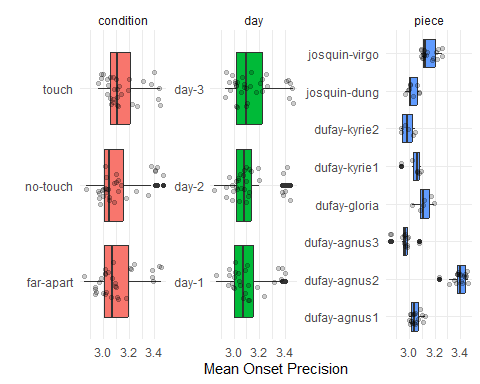 condition day piece
touch
no-touch
far-apart
3.0 3.2 3.4
day-3
day-2
day-1
3.0 3.2 3.4
josquin-virgo
josquin-dung
dufay-kyrie2
dufay-kyrie1
dufay-gloria
dufay-agnus3
dufay-agnus2
dufay-agnus1
3.0 3.2 3.4
Mean Onset Precision